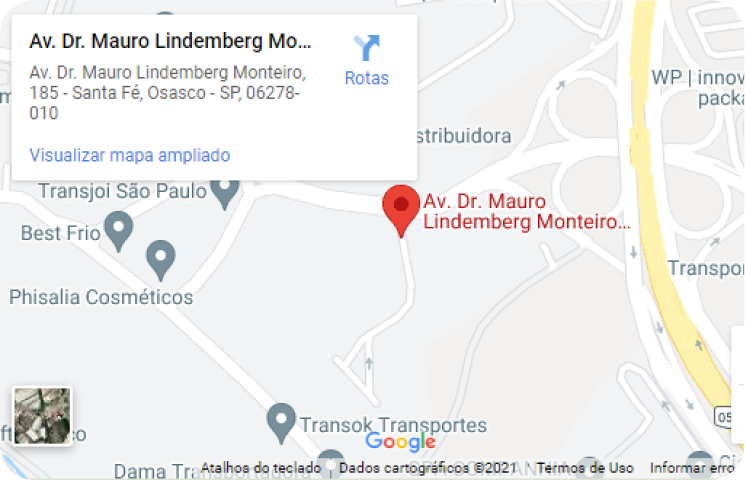 Av. Dr. Mauro Lindemberg Mo...
Av. Dr. Mauro Lindemberg Monteiro,
185 - Santa Fé, Osasco - SP, 06278-
010
Rotas
Visualizar mapa ampliado
WP | innov
packa
stribuidora
Transjoi São Paulo
Av. Dr. Mauro
Lindemberg Monteiro...
Best Frio
Transpor
Phisalia Cosméticos
05
Transok Transportes
Google
Dama Transportadora
Atalhos do teclado
Dados cartográficos ©2021
Termos de Uso
Informar erro